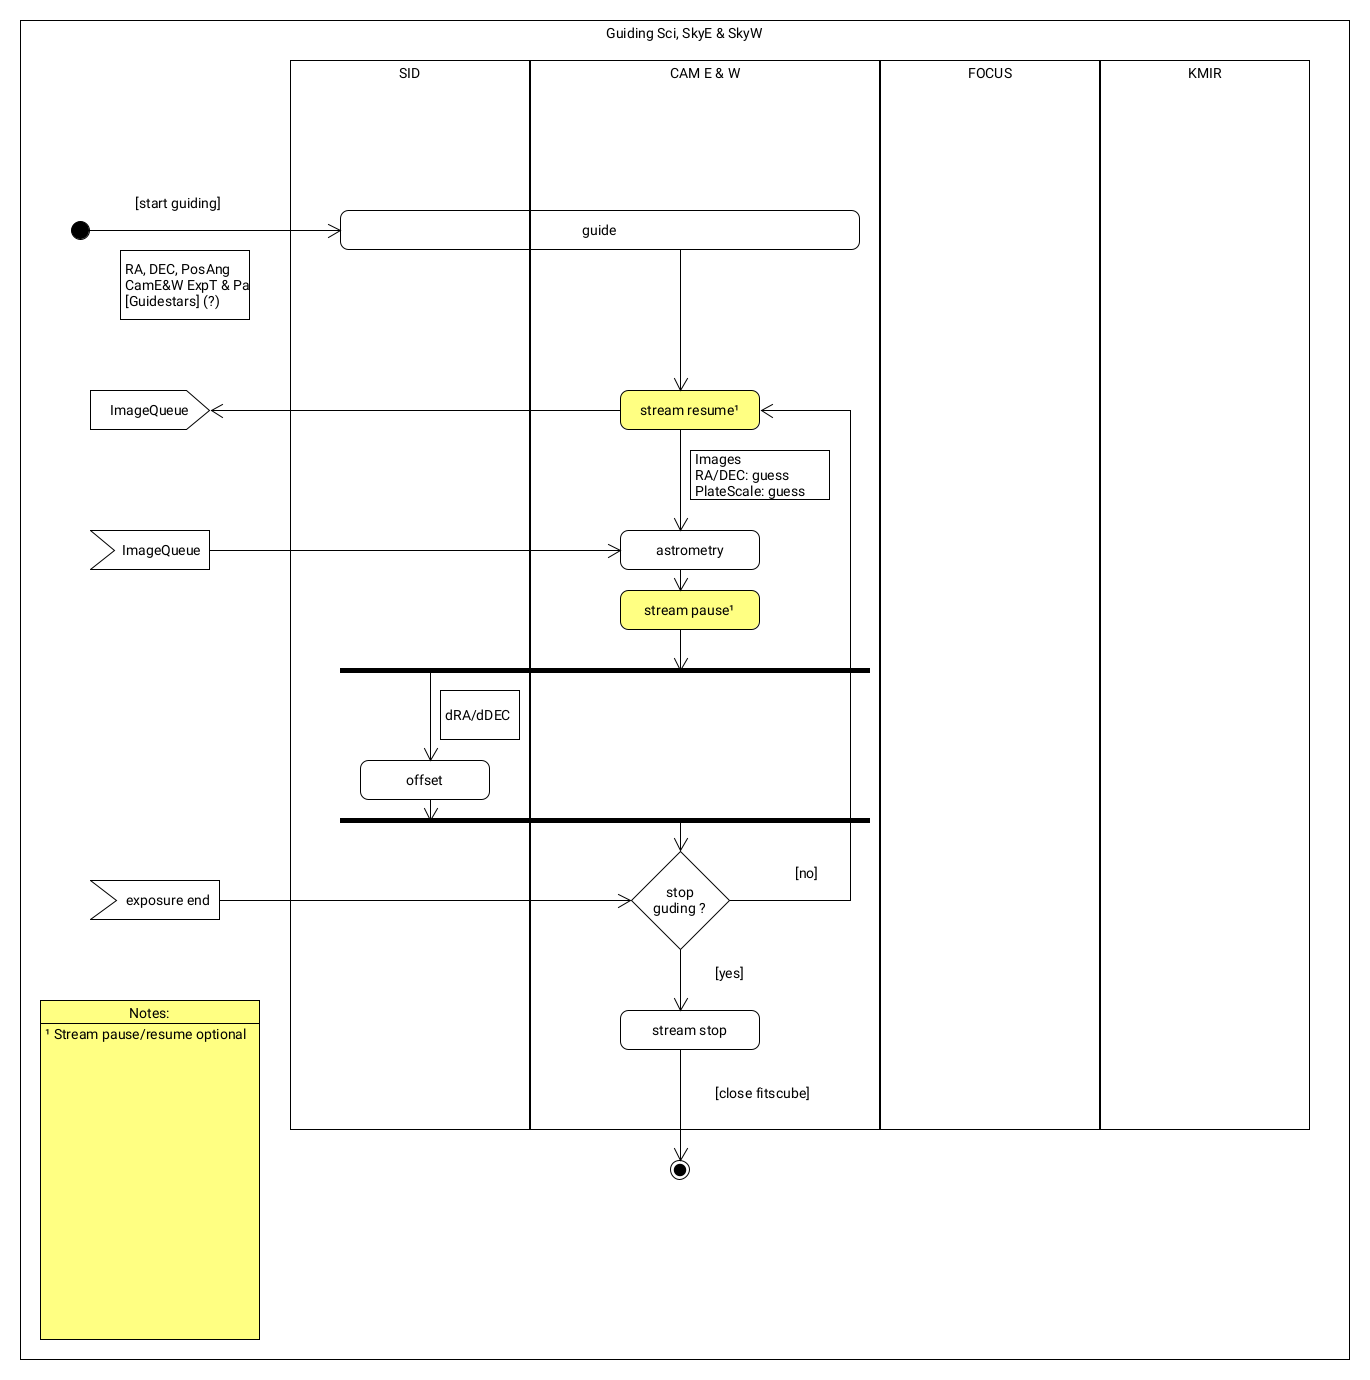 Guiding Sci, SkyE & SkyW
SID
CAM E & W
FOCUS
KMIR
[start guiding]
guide
RA, DEC, PosAng
CamE&W ExpT & Pa
[Guidestars] (?)
ImageQueue
stream resume¹
Images
RA/DEC: guess
PlateScale: guess
ImageQueue
astrometry
stream pause¹
dRA/dDEC
offset
[no]
stop
guding ?
exposure end
[yes]
Notes:
¹ Stream pause/resume optional
stream stop
[close fitscube]